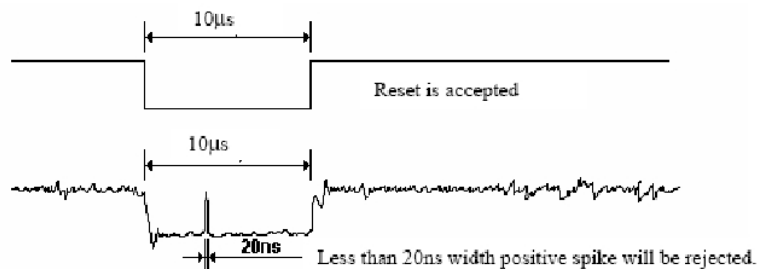 10µs
Reset is accepted
10µs
20ns
Less than 20ns width positive spike will be rejected.